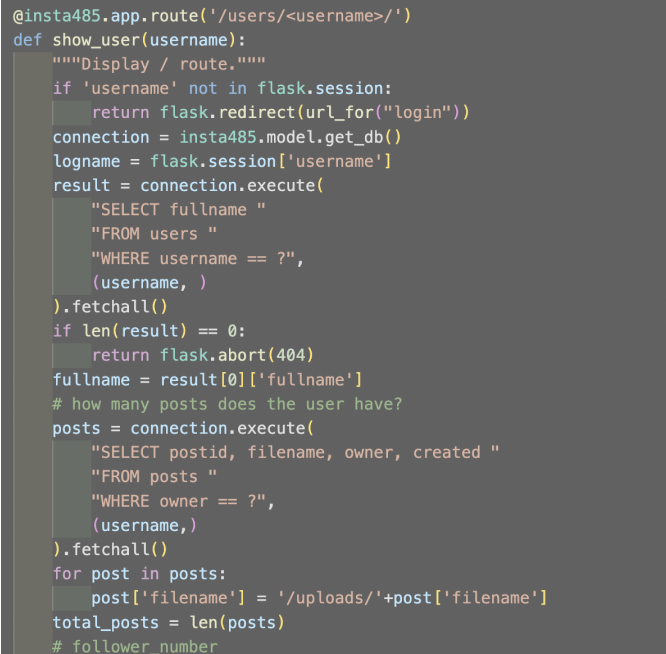 @insta485.app.route('/users/<username>/')
def show_user(username):
    """Display / route."""
    if 'username' not in flask.session:
        return flask.redirect(url_for("login"))
    connection = insta485.model.get_db()
    logname = flask.session['username']
    result = connection.execute(
        "SELECT fullname "
        "FROM users "
        "WHERE username == ?",
        (username, )
    ).fetchall()
    if len(result) == 0:
        return flask.abort(404)
    fullname = result[0]['fullname']
    # how many posts does the user have?
    posts = connection.execute(
        "SELECT postid, filename, owner, created "
        "FROM posts "
        "WHERE owner == ?",
        (username,)
    ).fetchall()
    for post in posts:
        post['filename'] = '/uploads/'+post['filename']
    total_posts = len(posts)
    # follower_number